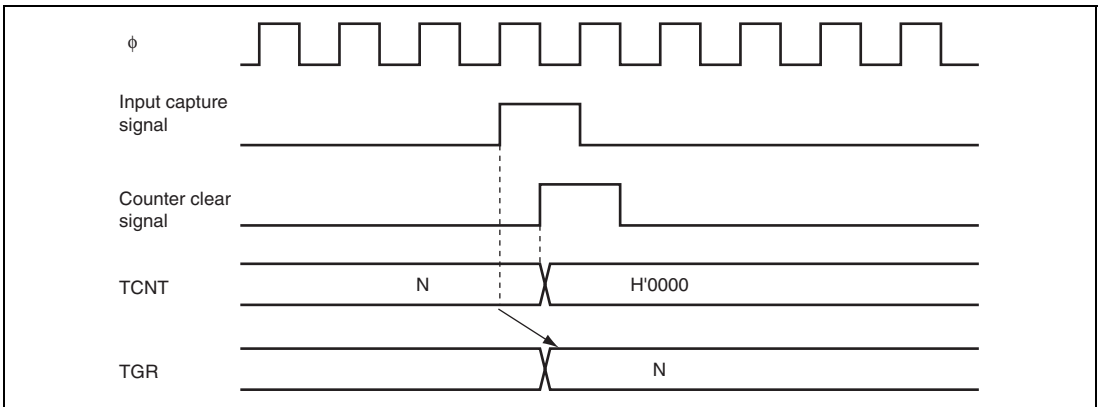 ϕ
Input capture
signal
Counter clear
signal
TCNT
N
H'0000
TGR
N